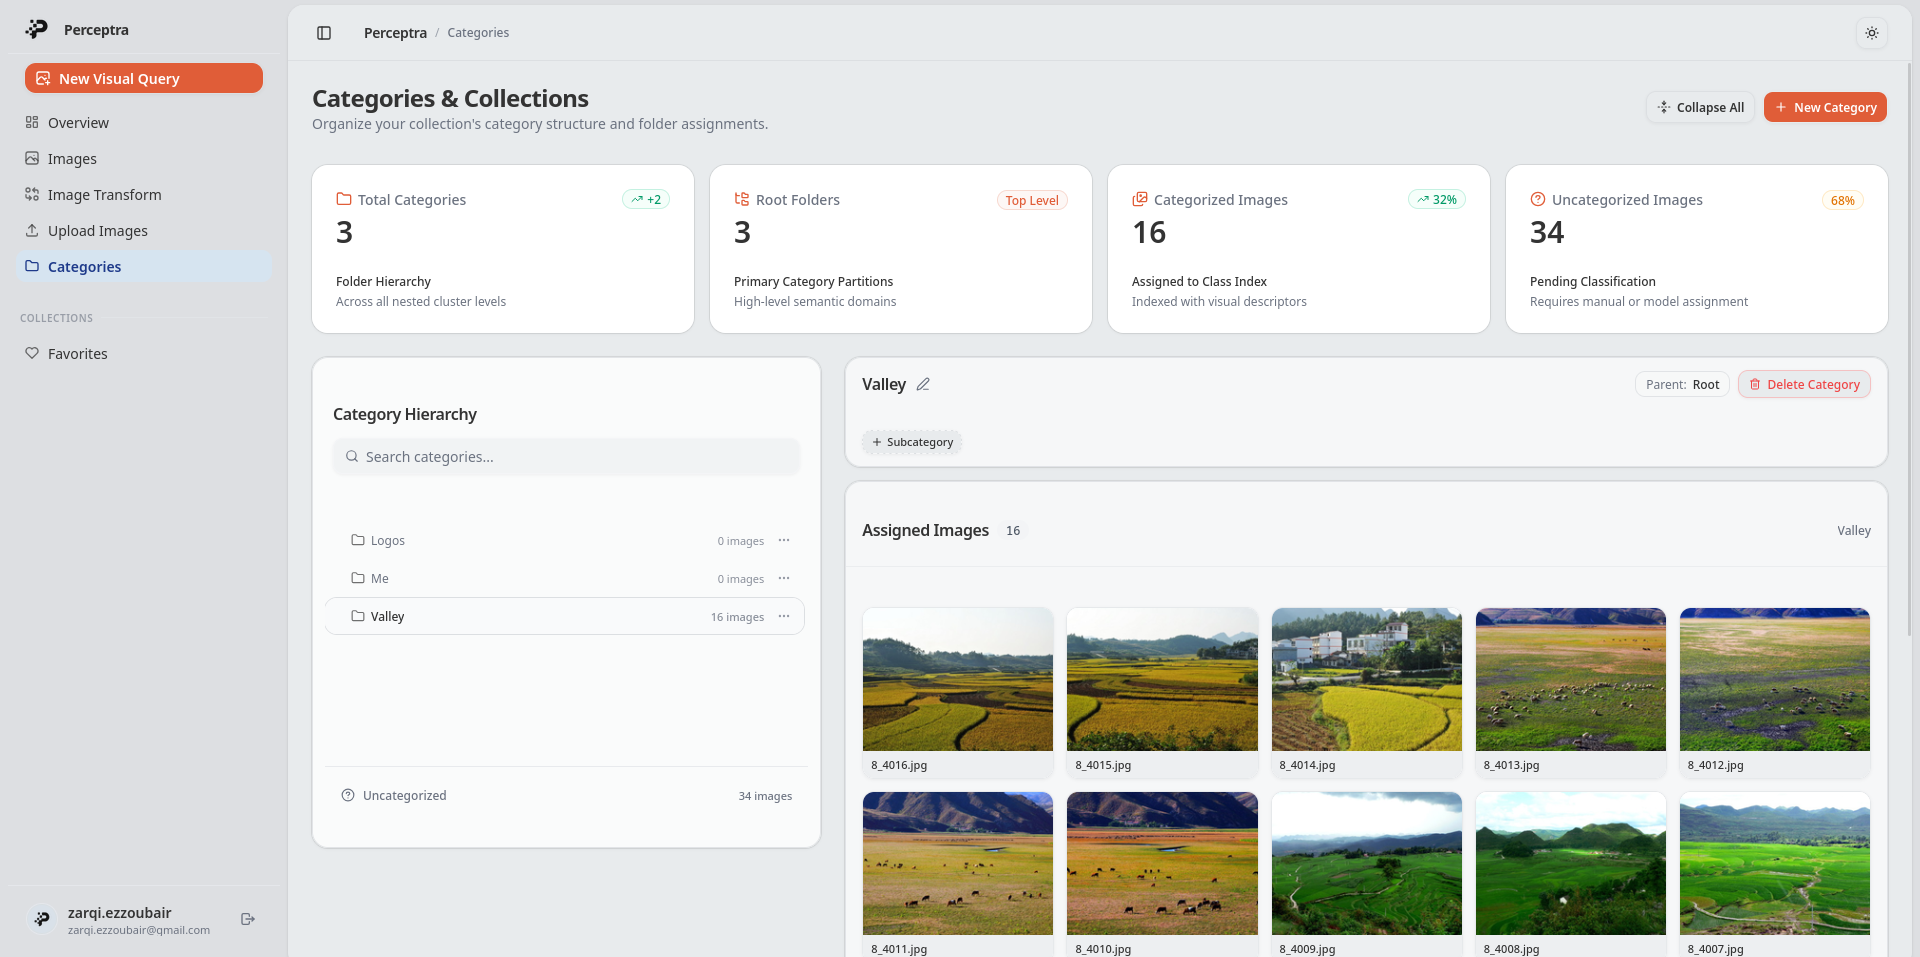 Perceptra
New Visual Query
Overview
Images
Image Transform
Upload Images
Categories
COLLECTIONS
Favorites
zarqi.ezzoubair
zarqi.ezzoubair@gmail.com
Perceptra / Categories
Categories & Collections
Organize your collection's category structure and folder assignments.
Collapse All
+ New Category
Total Categories
+2
3
Folder Hierarchy
Across all nested cluster levels
Root Folders
Top Level
3
Primary Category Partitions
High-level semantic domains
Categorized Images
32%
16
Assigned to Class Index
Indexed with visual descriptors
Uncategorized Images
68%
34
Pending Classification
Requires manual or model assignment
Category Hierarchy
Search categories...
Logos 0 images ...
Me 0 images ...
Valley 16 images ...
Uncategorized 34 images
Valley
Parent: Root
Delete Category
+ Subcategory
Assigned Images 16
Valley
8_4016.jpg
8_4015.jpg
8_4014.jpg
8_4013.jpg
8_4012.jpg
8_4011.jpg
8_4010.jpg
8_4009.jpg
8_4008.jpg
8_4007.jpg